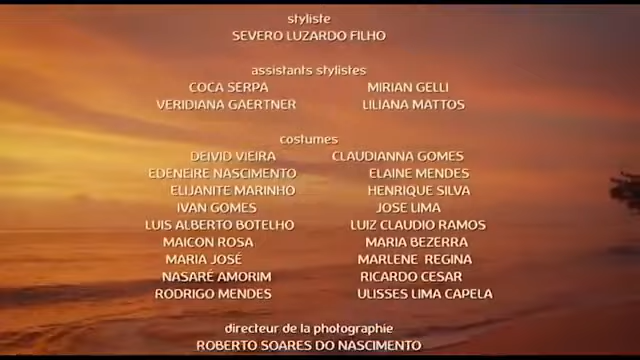 styliste
SEVERO LUZARDO FILHO
assistants stylistes
COCA SERPA MIRIAN GELLI
VERIDIANA GAERTNER LILIANA MATTOS
costumes
DEIVID VIEIRA CLAUDIANNA GOMES
EDENEIRE NASCIMENTO ELAINE MENDES
ELIJANITE MARINHO HENRIQUE SILVA
IVAN GOMES JOSE LIMA
LUIS ALBERTO BOTELHO LUIZ CLAUDIO RAMOS
MAICON ROSA MARIA BEZERRA
MARIA JOSÉ MARLENE REGINA
NASARÉ AMORIM RICARDO CESAR
RODRIGO MENDES ULISSES LIMA CAPELA
directeur de la photographie
ROBERTO SOARES DO NASCIMENTO